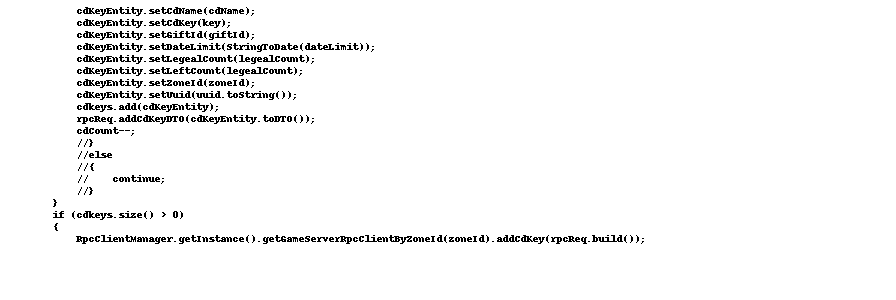 cdKeyEntity.setCdName(cdName);
cdKeyEntity.setCdKey(key);
cdKeyEntity.setGiftId(giftId);
cdKeyEntity.setDateLimit(StringToDate(dateLimit));
cdKeyEntity.setLegealCount(legealCount);
cdKeyEntity.setLeftCount(legealCount);
cdKeyEntity.setZoneId(zoneId);
cdKeyEntity.setUuid(uuid.toString());
cdkeys.add(cdKeyEntity);
rpcReq.addCdKeyDTO(cdKeyEntity.toDTO());
cdCount--;
//}
//else
//{
//    continue;
//}
}
if (cdkeys.size() > 0)
{
RpcClientManager.getInstance().getGameServerRpcClientByZoneId(zoneId).addCdKey(rpcReq.build());